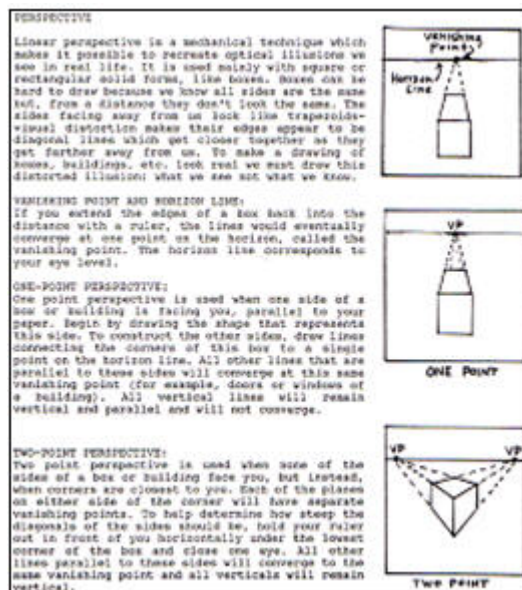 PERSPECTIVE
Linear perspective is a mechanical technique which
makes it possible to recreate optical illusions we
see in real life. It is used mainly with square or
rectangular solid forms, like boxes. Boxes can be
hard to draw because we know all sides are the same
but, from a distance they don't look the same. The
sides facing away from us look like trapezoids-
visual distortion makes their edges appear to be
diagonal lines which get closer together as they
get further away from us. To make a drawing of
boxes, buildings, etc. look real we must draw this
distorted illusion: what we see not what we know.
VANISHING POINT AND HORIZON LINE:
If you extend the edges of a box back into the
distance with a ruler, the lines would eventually
converge at one point on the horizon, called the
vanishing point. The horizon line corresponds to
your eye level.
ONE-POINT PERSPECTIVE:
One point perspective is used when one side of a
box or building is facing you, parallel to your
paper. Begin by drawing the shape that represents
this side. To construct the other sides, draw lines
connecting the corners of this box to a single
point on the horizon line. All other lines that are
parallel to these sides will converge at this same
vanishing point (for example, doors or windows of
a building). All vertical lines will remain
vertical and parallel and will not converge.
TWO-POINT PERSPECTIVE:
Two point perspective is used when none of the
sides of a box or building face you, but instead,
when corners are closest to you. Each of the planes
on either side of the corner will have separate
vanishing points. To help determine how steep the
diagonals of the sides should be, hold your ruler
out in front of you horizontally under the lowest
corner of the box and close one eye. All other
lines parallel to these sides will converge to the
same vanishing point and all verticals will remain
vertical.
VANISHING
POINT
Horizon
Line
VP
ONE POINT
VP
VP
TWO POINT